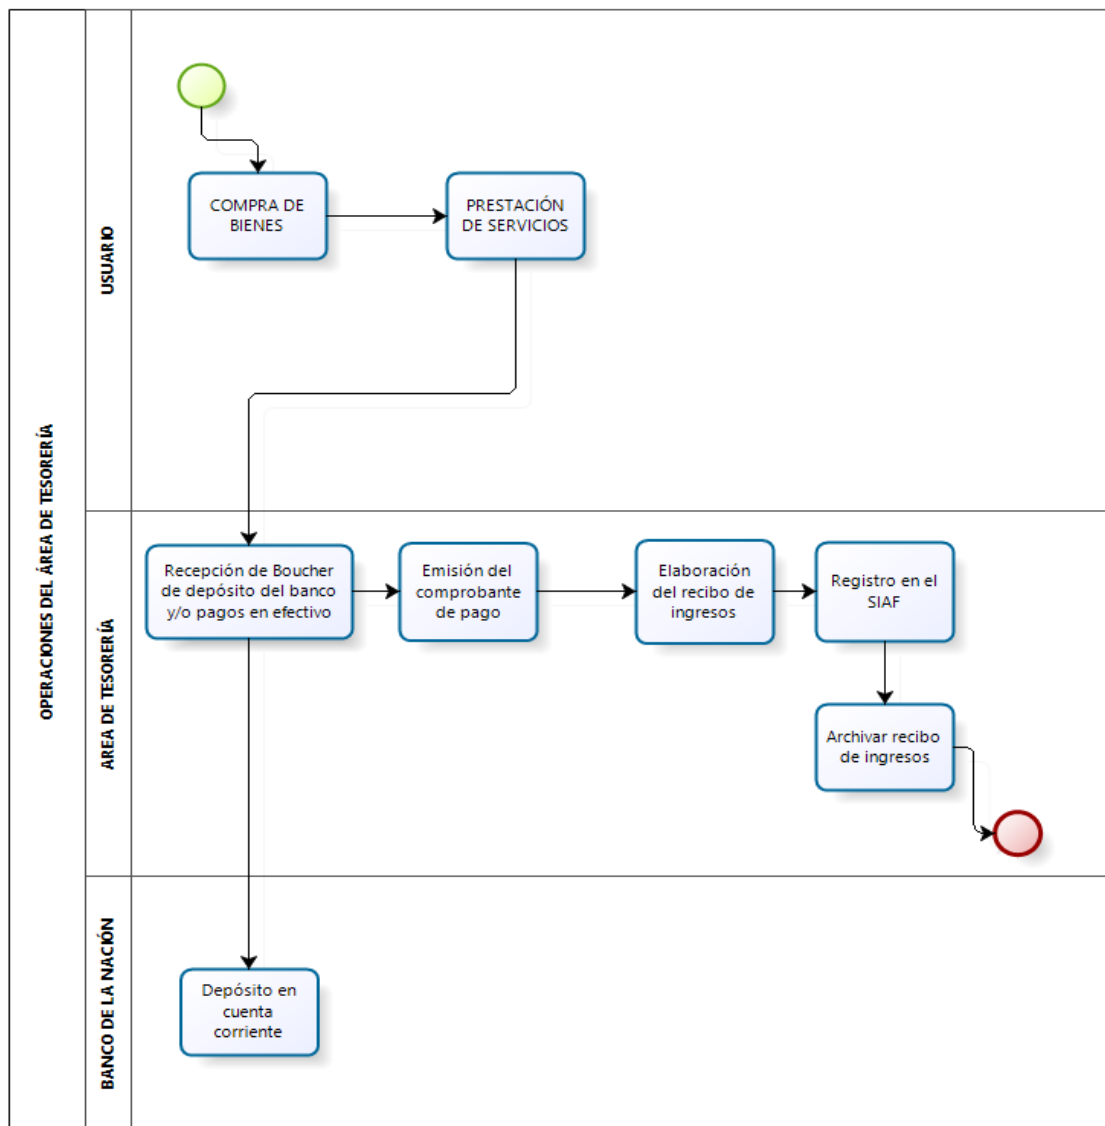 OPERACIONES DEL ÁREA DE TESORERÍA
USUARIO
COMPRA DE
BIENES
PRESTACIÓN
DE SERVICIOS
AREA DE TESORERÍA
Recepción de Boucher
de depósito del banco
y/o pagos en efectivo
Emisión del
comprobante
de pago
Elaboración
del recibo de
ingresos
Registro en el
SIAF
Archivar recibo
de ingresos
BANCO DE LA NACIÓN
Depósito en
cuenta
corriente